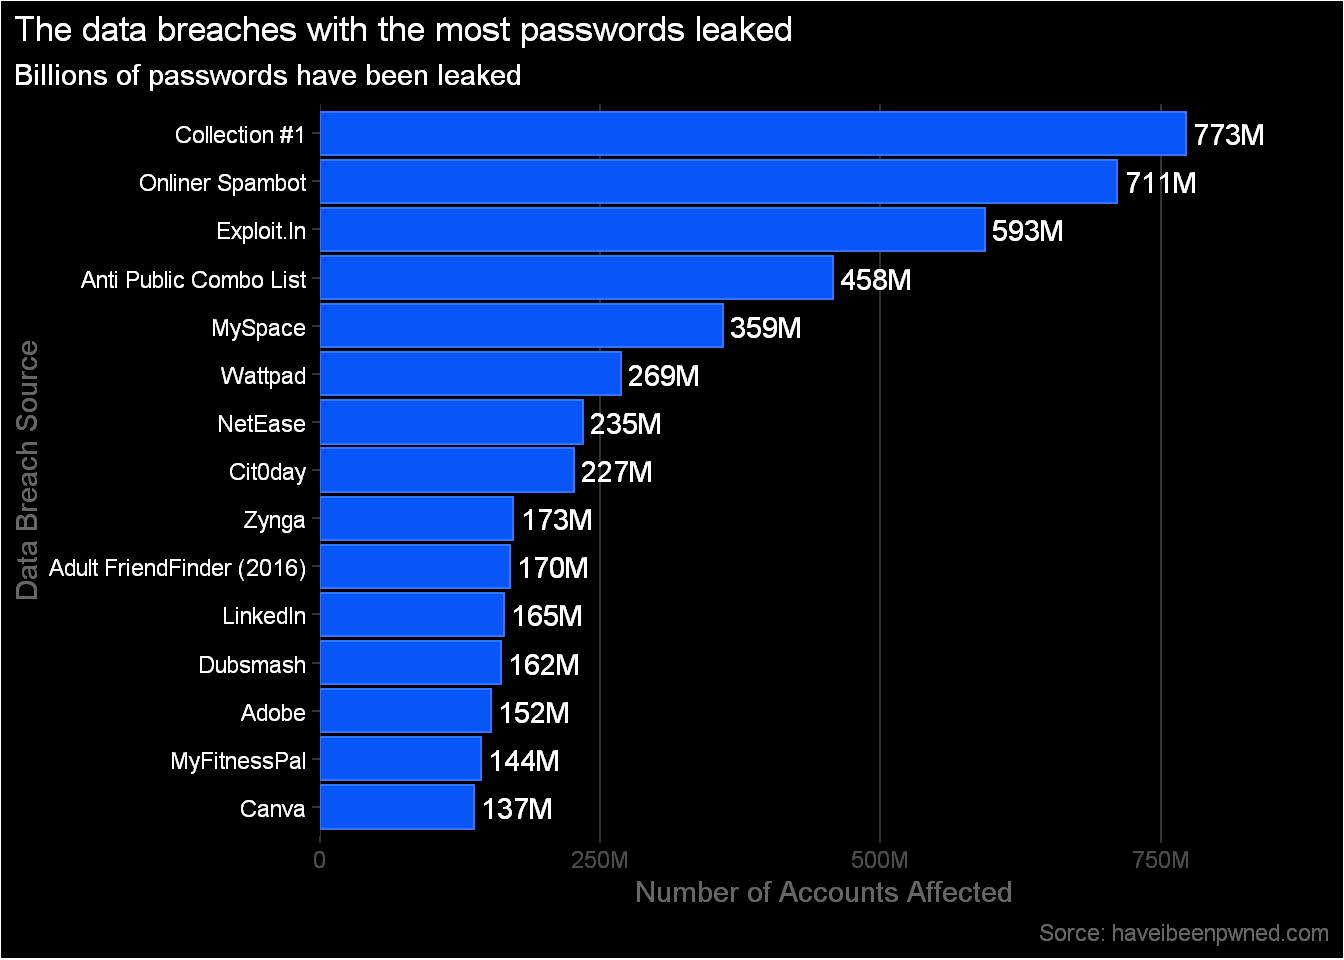 The data breaches with the most passwords leaked
Billions of passwords have been leaked
Data Breach Source
Collection #1 773M
Onliner Spambot 711M
Exploit.In 593M
Anti Public Combo List 458M
MySpace 359M
Wattpad 269M
NetEase 235M
Cit0day 227M
Zynga 173M
Adult FriendFinder (2016) 170M
LinkedIn 165M
Dubsmash 162M
Adobe 152M
MyFitnessPal 144M
Canva 137M
0 250M 500M 750M
Number of Accounts Affected
Sorce: haveibeenpwned.com